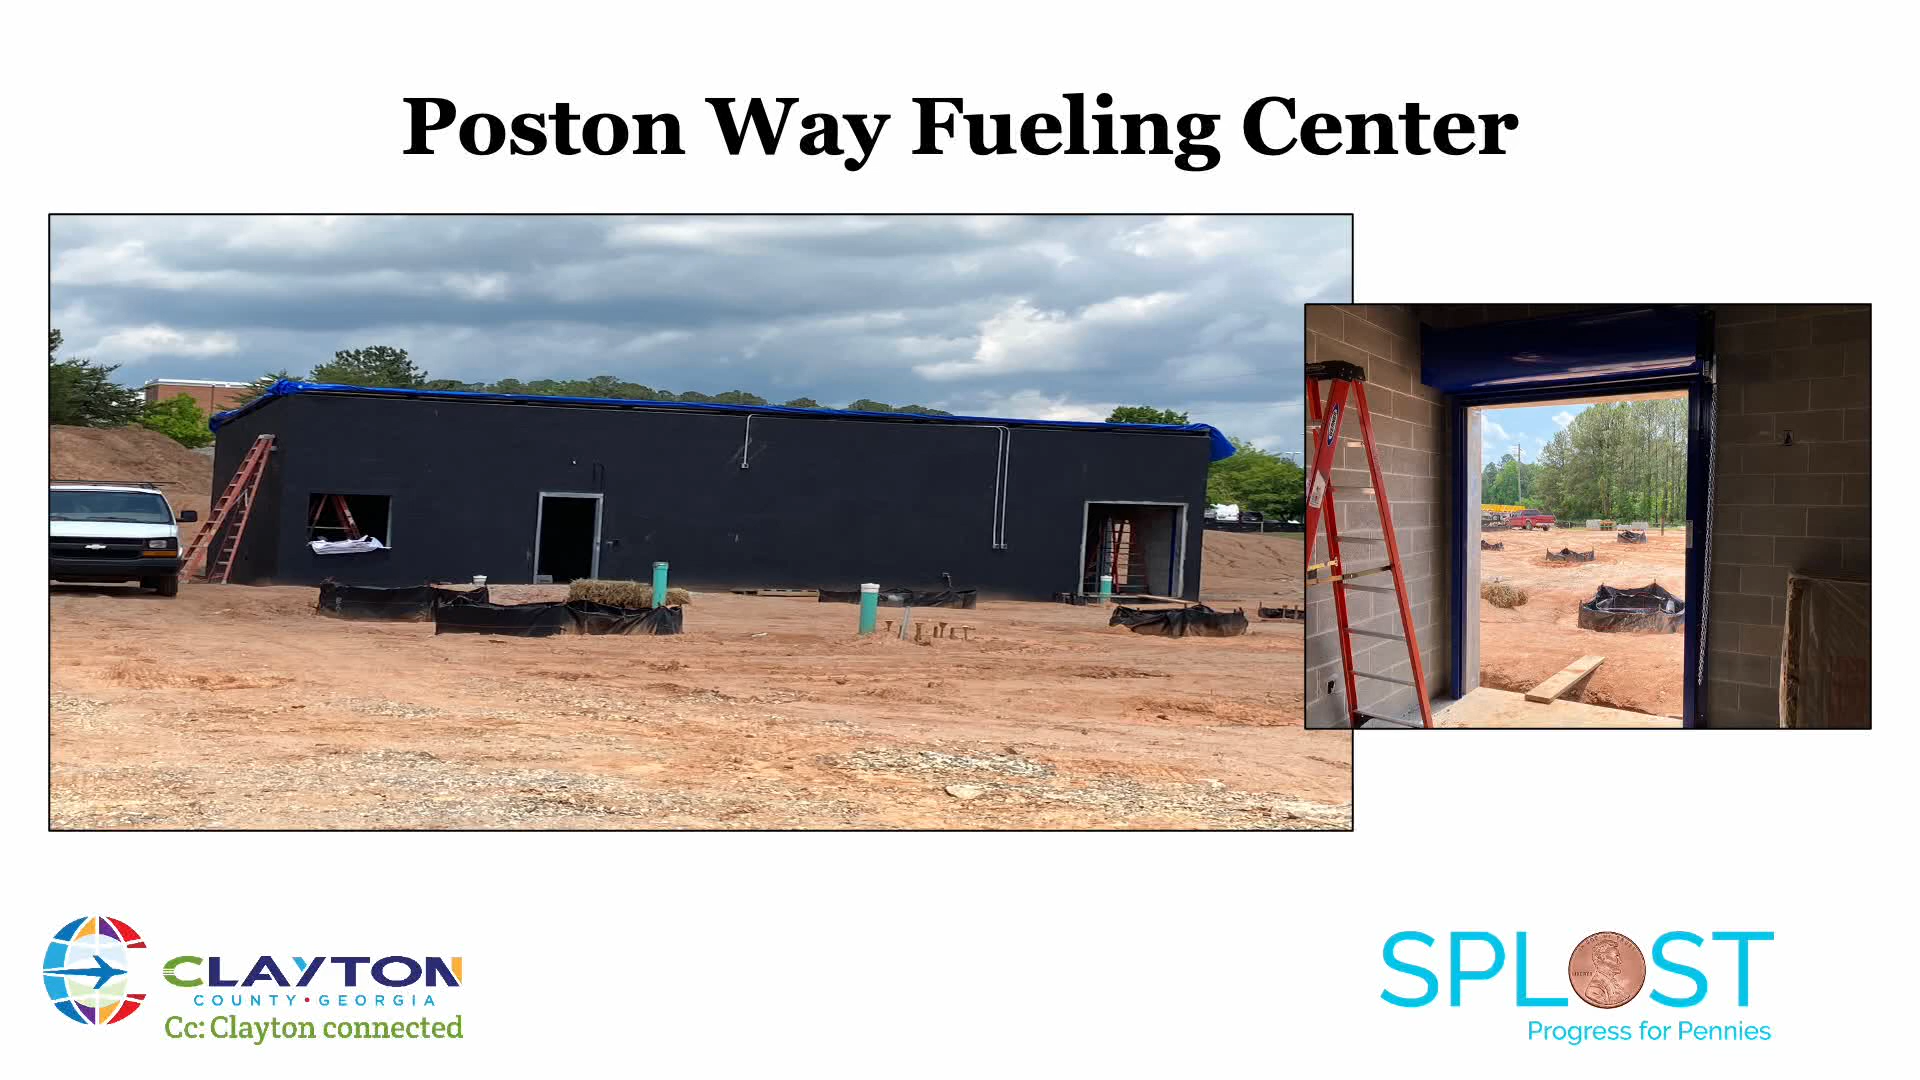 Poston Way Fueling Center
CLAYTON
COUNTY • GEORGIA
Cc: Clayton connected
SPLOST
Progress for Pennies